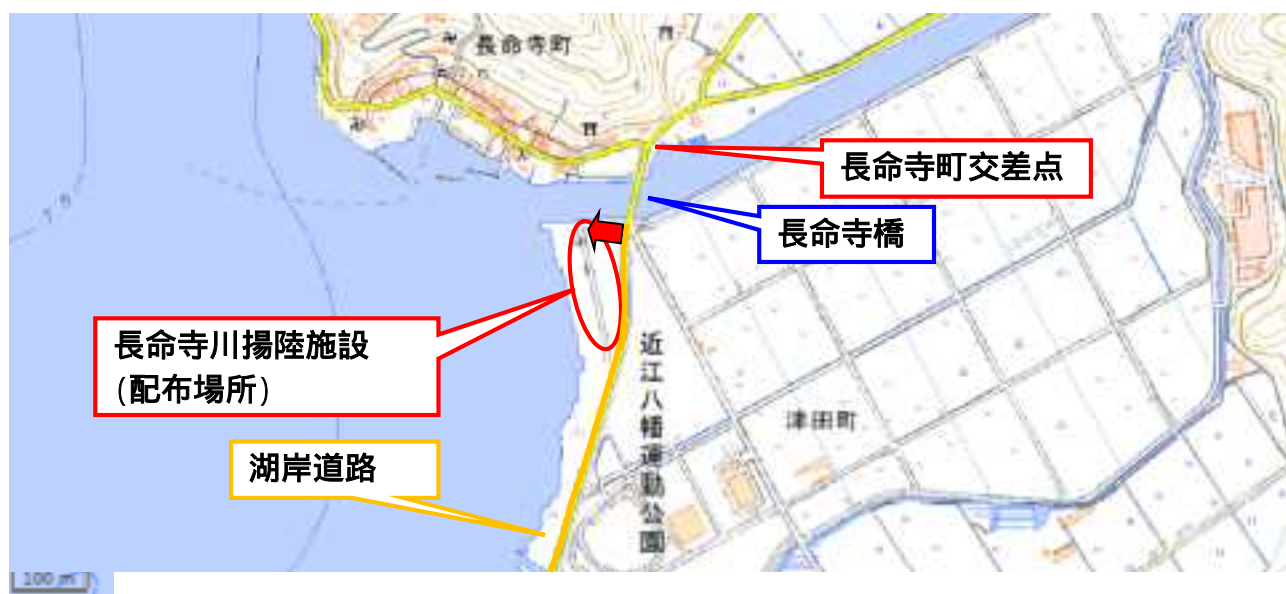 長命寺町
長命寺町交差点
長命寺橋
長命寺川揚陸施設
(配布場所)
近江八幡運動公園
津田町
湖岸道路
100 m